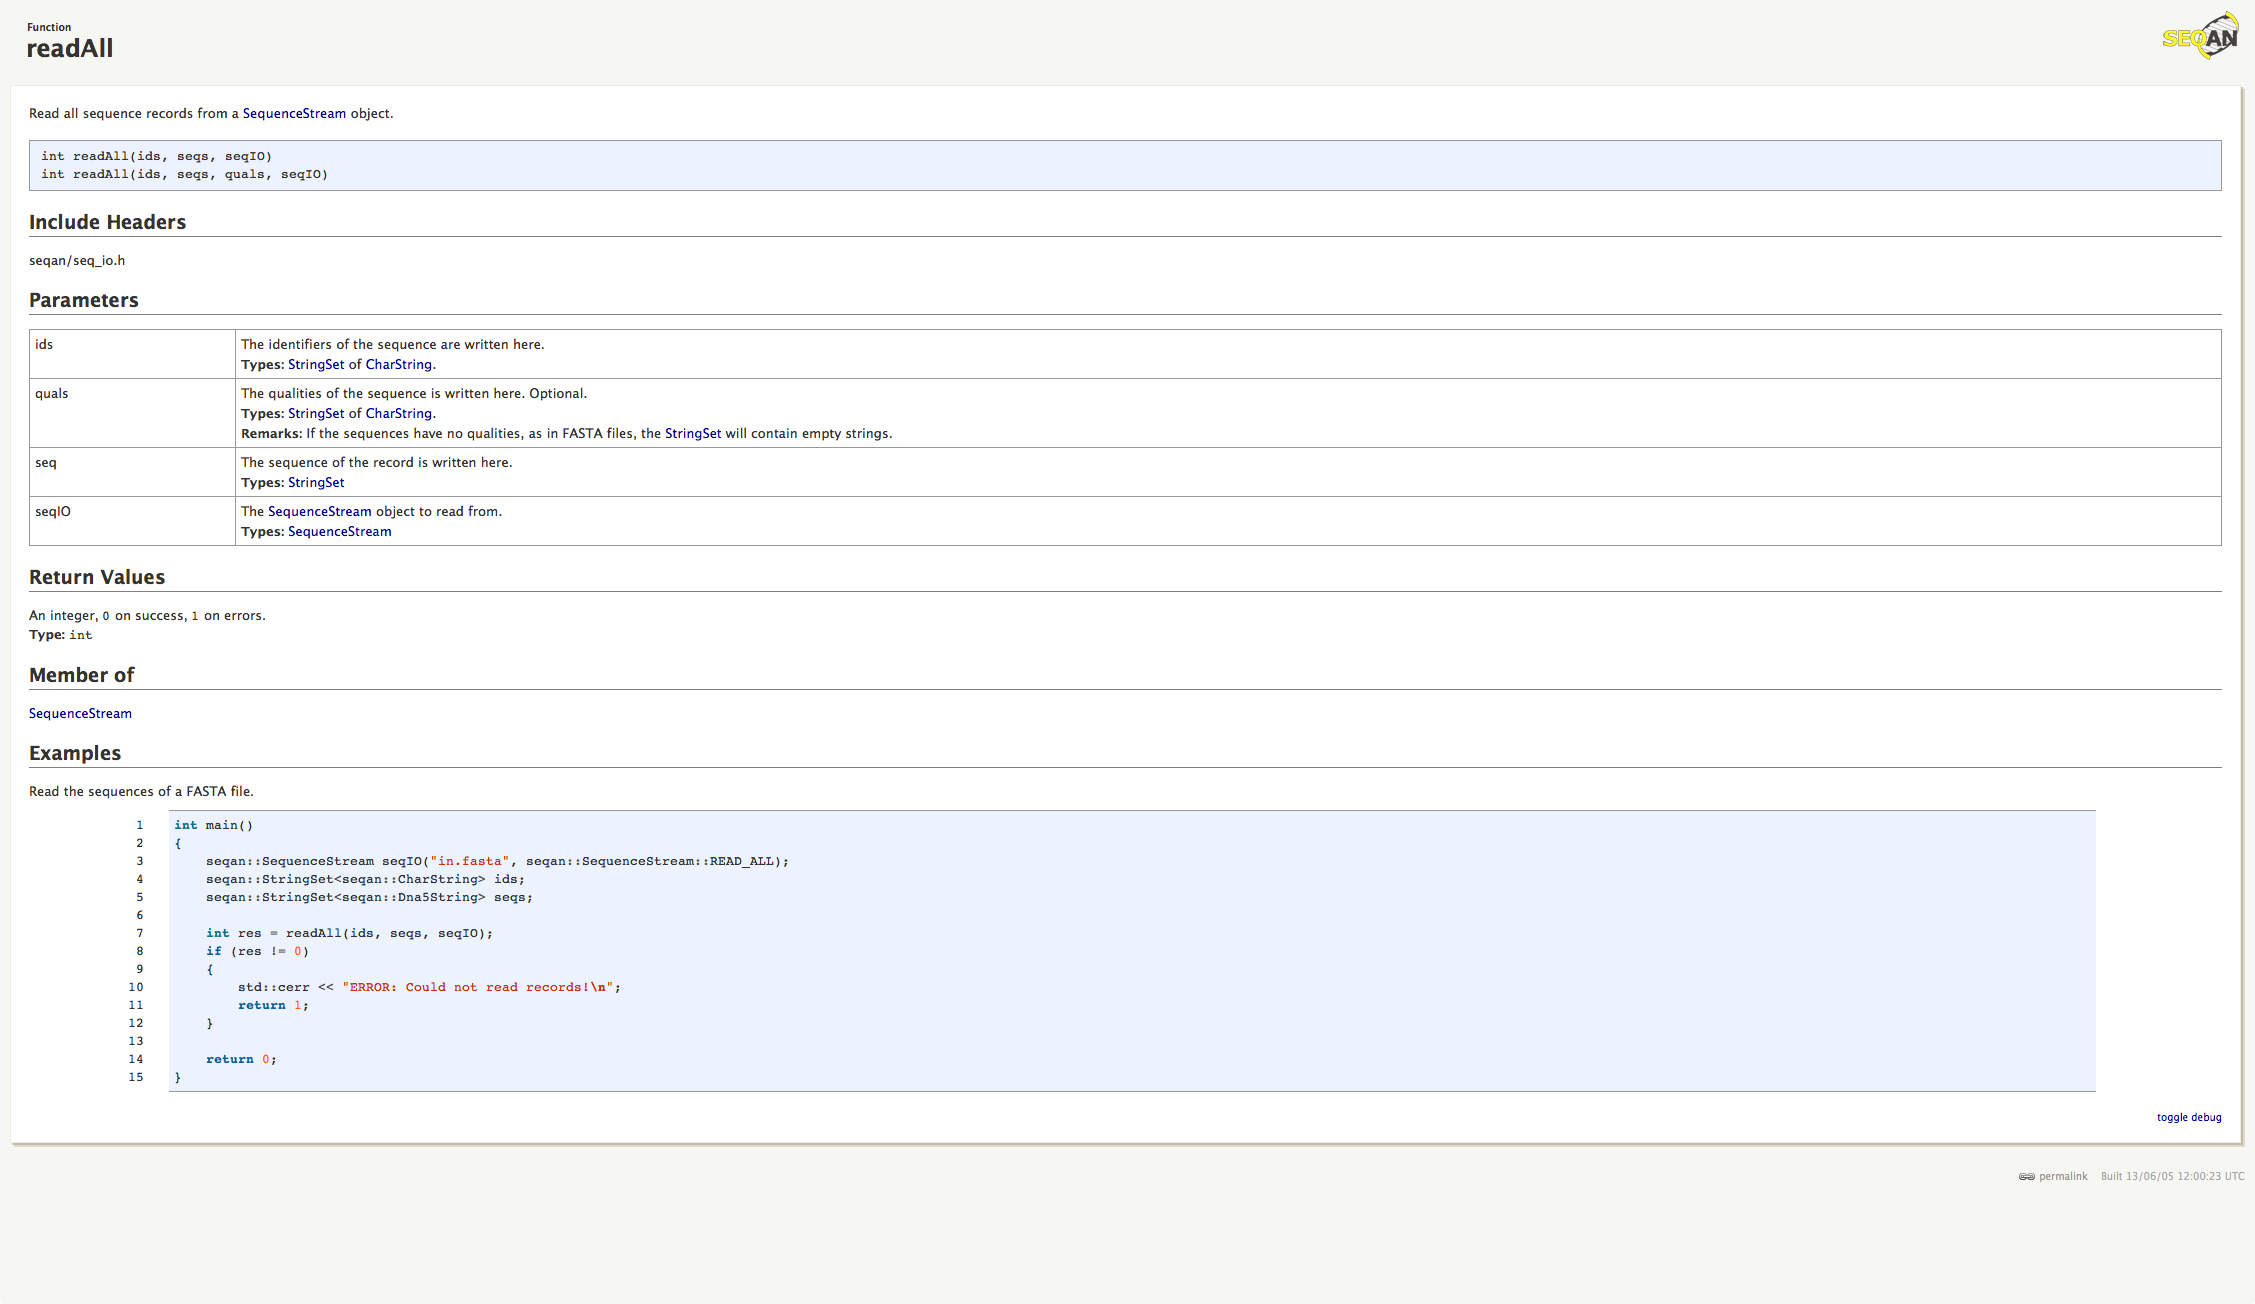 Function
readAll
SEQAN
Read all sequence records from a SequenceStream object.
int readAll(ids, seqs, seqIO)
int readAll(ids, seqs, quals, seqIO)
Include Headers
seqan/seq_io.h
Parameters
ids
The identifiers of the sequence are written here.
Types: StringSet of CharString.
quals
The qualities of the sequence is written here. Optional.
Types: StringSet of CharString.
Remarks: If the sequences have no qualities, as in FASTA files, the StringSet will contain empty strings.
seq
The sequence of the record is written here.
Types: StringSet
seqIO
The SequenceStream object to read from.
Types: SequenceStream
Return Values
An integer, 0 on success, 1 on errors.
Type: int
Member of
SequenceStream
Examples
Read the sequences of a FASTA file.
1 int main()
2 {
3     seqan::SequenceStream seqIO("in.fasta", seqan::SequenceStream::READ_ALL);
4     seqan::StringSet<seqan::CharString> ids;
5     seqan::StringSet<seqan::Dna5String> seqs;
6
7     int res = readAll(ids, seqs, seqIO);
8     if (res != 0)
9     {
10         std::cerr << "ERROR: Could not read records!\n";
11         return 1;
12     }
13
14     return 0;
15 }
toggle debug
permalink Built 13/06/05 12:00:23 UTC